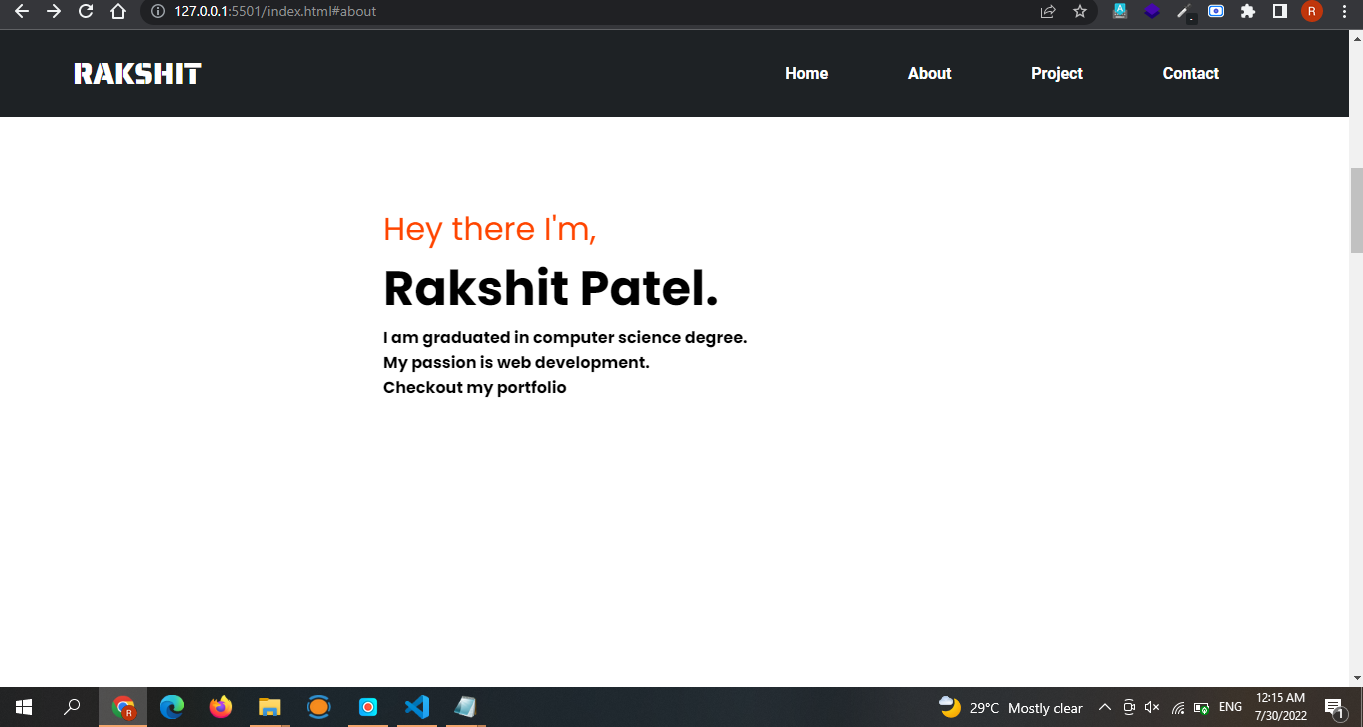 127.0.0.1:5501/index.html#about
R
RAKSHIT
Home About Project Contact
Hey there I'm,
Rakshit Patel.
I am graduated in computer science degree.
My passion is web development.
Checkout my portfolio
R
29°C Mostly clear
ENG
12:15 AM
7/30/2022
1